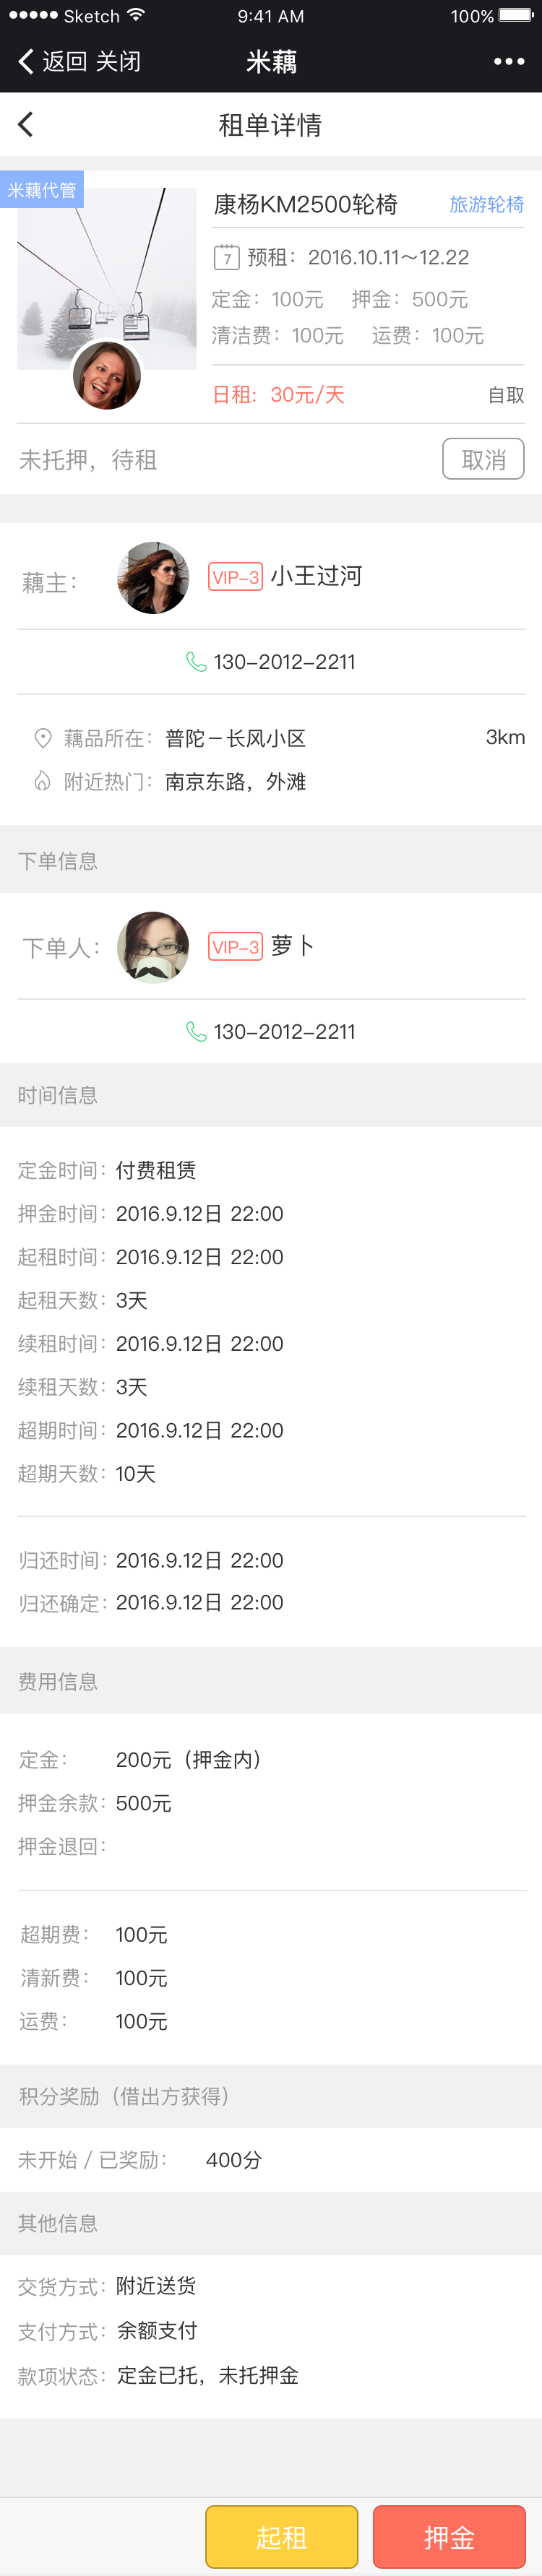 Sketch 9:41 AM 100%
返回 关闭 米藕
租单详情
米藕代管
康杨KM2500轮椅 旅游轮椅
7 预租：2016.10.11～12.22
定金：100元 押金：500元
清洁费：100元 运费：100元
日租：30元/天 自取
未托押，待租 取消
藕主： VIP-3 小王过河
130-2012-2211
藕品所在：普陀－长风小区 3km
附近热门：南京东路，外滩
下单信息
下单人： VIP-3 萝卜
130-2012-2211
时间信息
定金时间：付费租赁
押金时间：2016.9.12日 22:00
起租时间：2016.9.12日 22:00
起租天数：3天
续租时间：2016.9.12日 22:00
续租天数：3天
超期时间：2016.9.12日 22:00
超期天数：10天
归还时间：2016.9.12日 22:00
归还确定：2016.9.12日 22:00
费用信息
定金： 200元（押金内）
押金余款：500元
押金退回：
超期费： 100元
清新费： 100元
运费： 100元
积分奖励（借出方获得）
未开始 / 已奖励： 400分
其他信息
交货方式：附近送货
支付方式：余额支付
款项状态：定金已托，未托押金
起租 押金